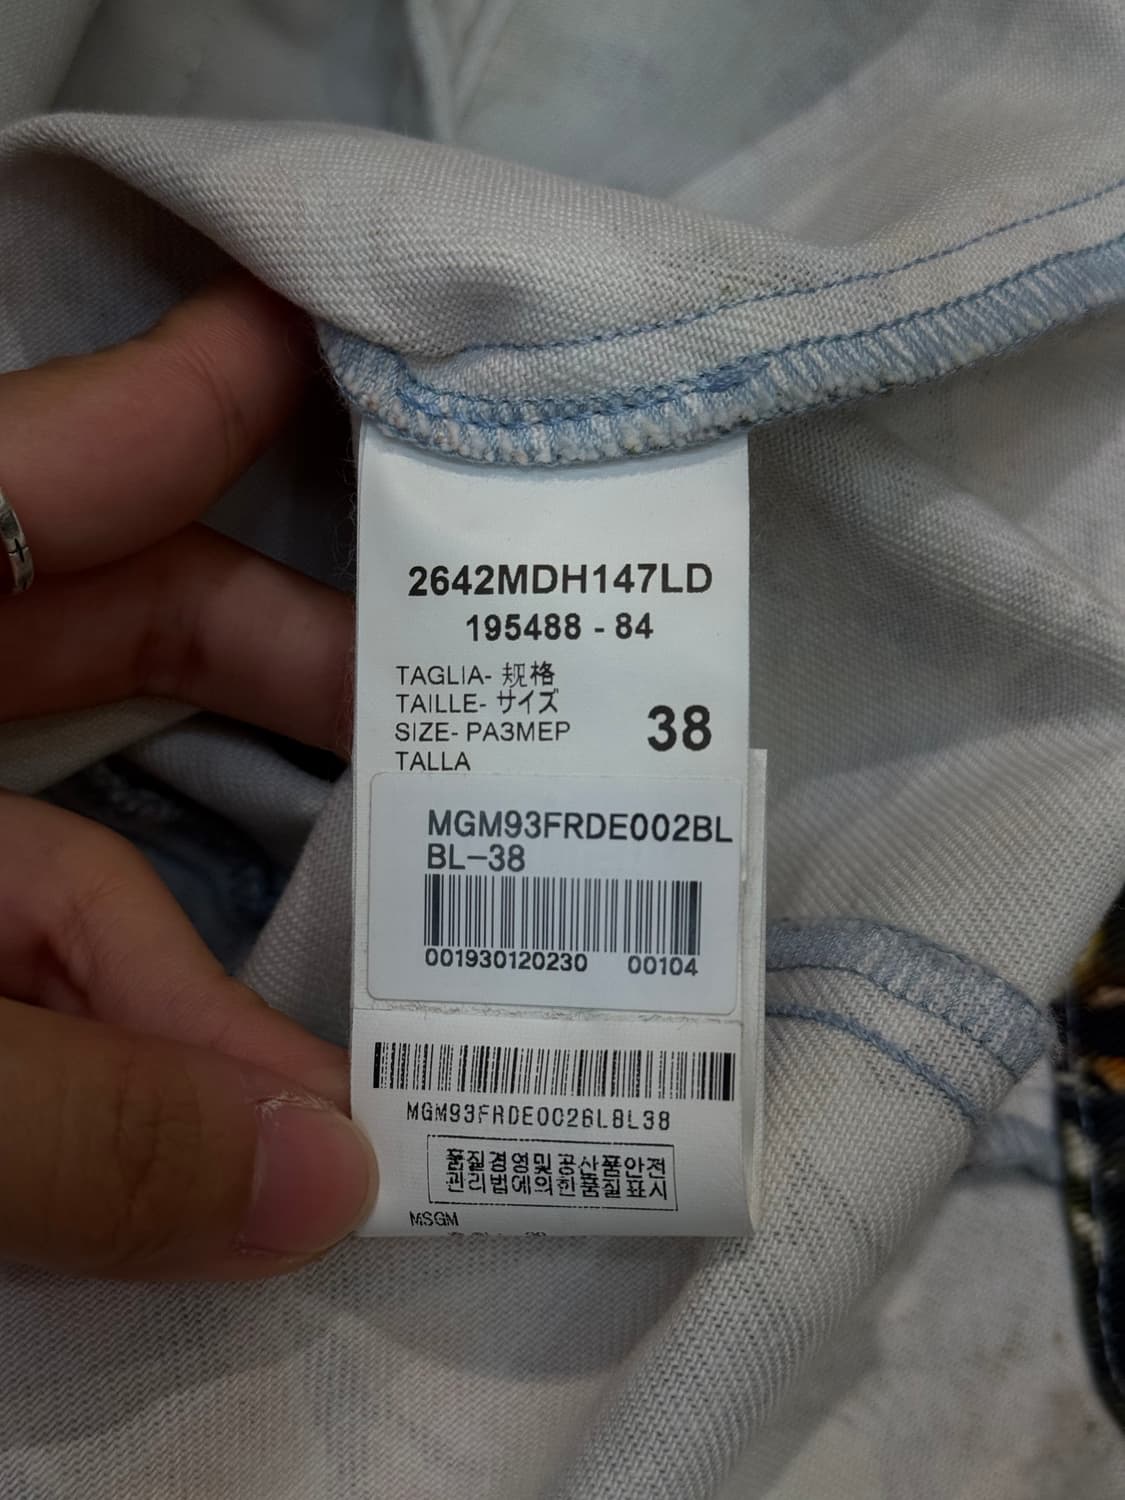 2642MDH147LD
195488 - 84
TAGLIA- 规格
TAILLE- サイズ
SIZE- РАЗМЕР
TALLA
38
MGM93FRDE002BL
BL-38
001930120230 00104
MGM93FRDE002BLBL38
품질경영및공산품안전
관리법에의한품질표시
MSGM